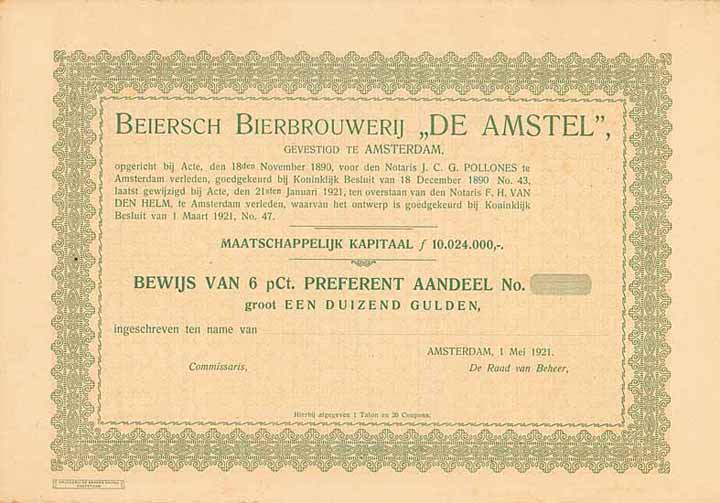 BEIERSCH BIERBROUWERIJ „DE AMSTEL”,
GEVESTIGD TE AMSTERDAM,
opgericht bij Acte, den 18den November 1890, voor den Notaris J. C. G. POLLONES te
Amsterdam verleden, goedgekeurd bij Koninklijk Besluit van 18 December 1890 No. 43,
laatst gewijzigd bij Acte, den 21sten Januari 1921, ten overstaan van den Notaris F. H. VAN
DEN HELM, te Amsterdam verleden, waarvan het ontwerp is goedgekeurd bij Koninklijk
Besluit van 1 Maart 1921, No. 47.
MAATSCHAPPELIJK KAPITAAL ƒ 10.024.000,-.
BEWIJS VAN 6 pCt. PREFERENT AANDEEL No.
groot EEN DUIZEND GULDEN,
ingeschreven ten name van
AMSTERDAM, 1 Mei 1921.
Commissaris, De Raad van Beheer,
Hierbij afgegeven 1 Talon en 20 Coupons.